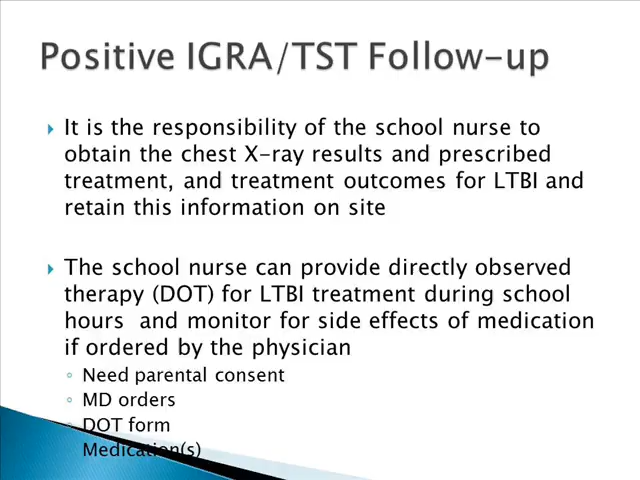 Positive IGRA/TST Follow-up
It is the responsibility of the school nurse to
obtain the chest X-ray results and prescribed
treatment, and treatment outcomes for LTBI and
retain this information on site
The school nurse can provide directly observed
therapy (DOT) for LTBI treatment during school
hours and monitor for side effects of medication
if ordered by the physician
Need parental consent
MD orders
DOT form
Medication(s)